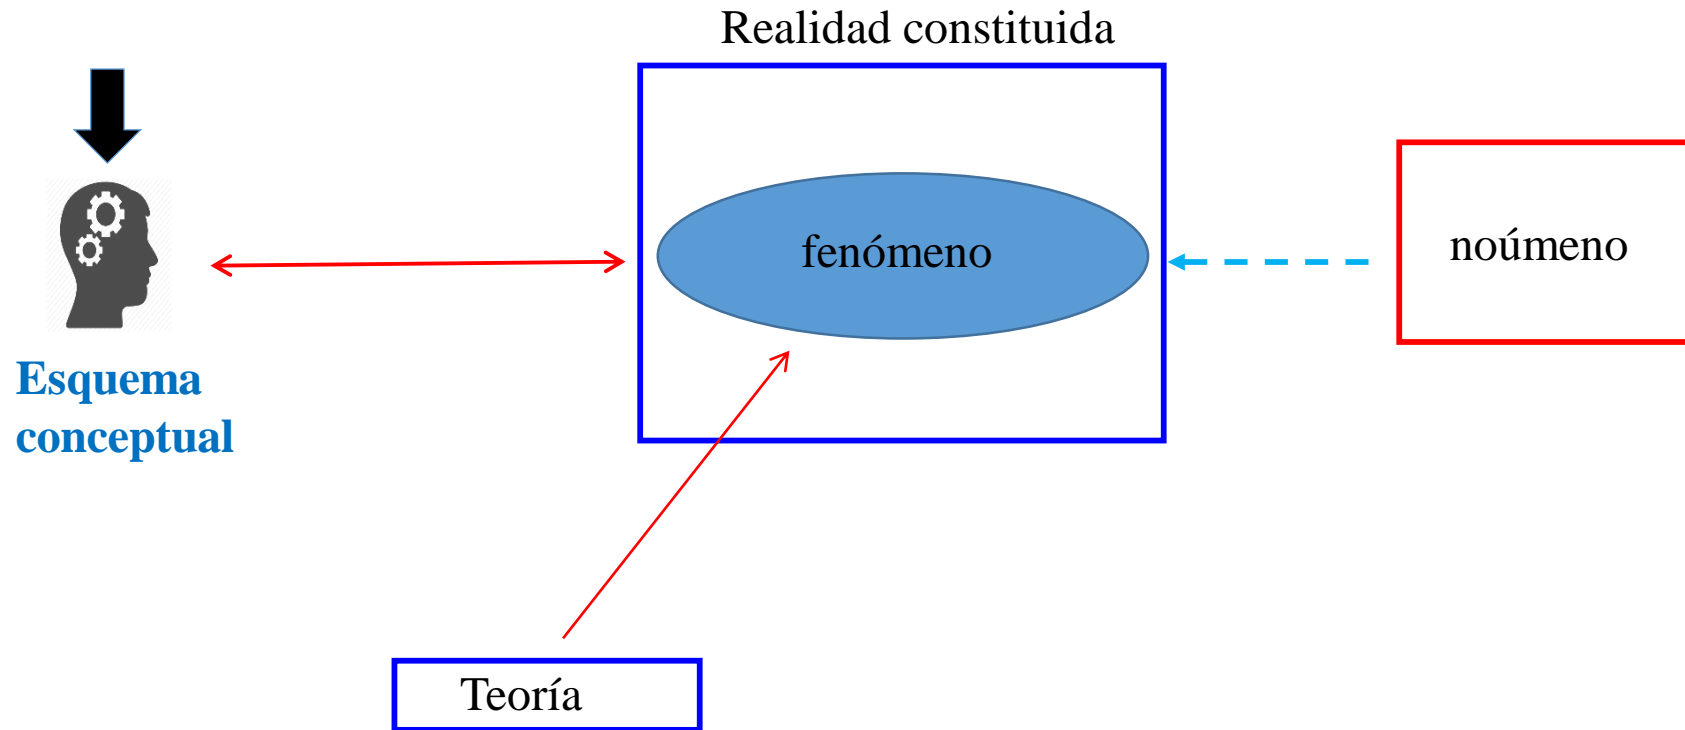 Realidad constituida
fenómeno
noúmeno
Esquema
conceptual
Teoría